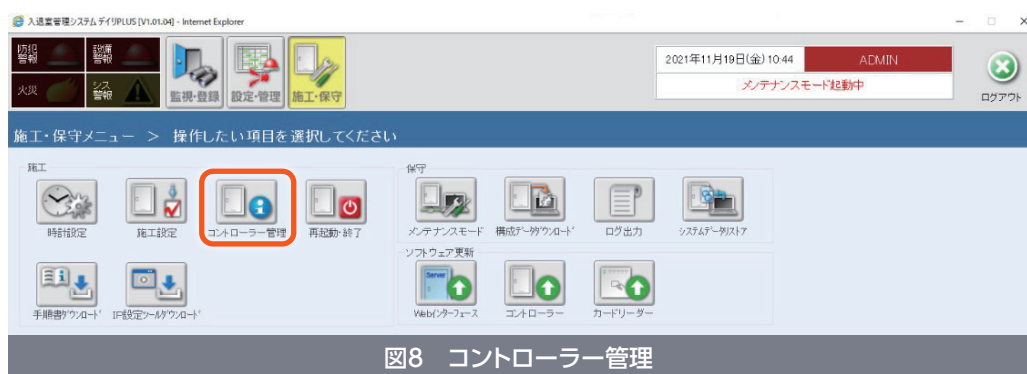 入退室管理システム デイリPLUS [V1.01.04] - Internet Explorer
防犯警報
設備警報
火災
シス警報
監視・登録
設定・管理
施工・保守
2021年11月19日(金) 10:44
ADMIN
メンテナンスモード起動中
ログアウト
施工・保守メニュー > 操作したい項目を選択してください
施工
時計設定
施工設定
コントローラー管理
再起動・終了
手順書ダウンロード
IP設定ツールダウンロード
保守
メンテナンスモード
構成データダウンロード
ログ出力
システムデータリストア
ソフトウェア更新
Server
Webインターフェース
コントローラー
カードリーダー
図8 コントローラー管理